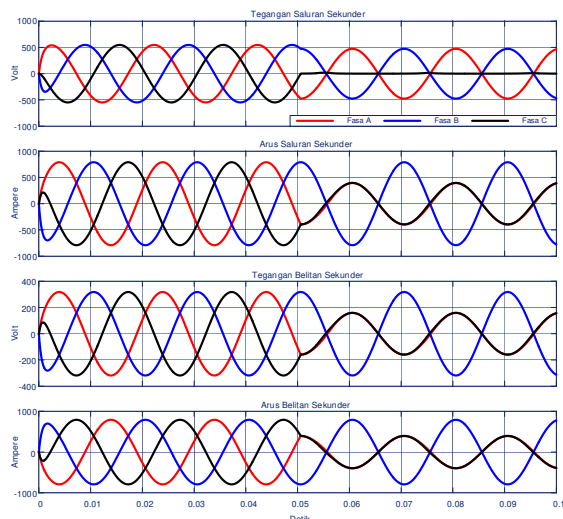 Tegangan Saluran Sekunder
1000
500
0
-500
-1000
Volt
Fasa A Fasa B Fasa C
Arus Saluran Sekunder
1000
500
0
-500
-1000
Ampere
Tegangan Belitan Sekunder
400
200
0
-200
-400
Volt
Arus Belitan Sekunder
1000
0
-1000
Ampere
0 0.01 0.02 0.03 0.04 0.05 0.06 0.07 0.08 0.09 0.1
Detik